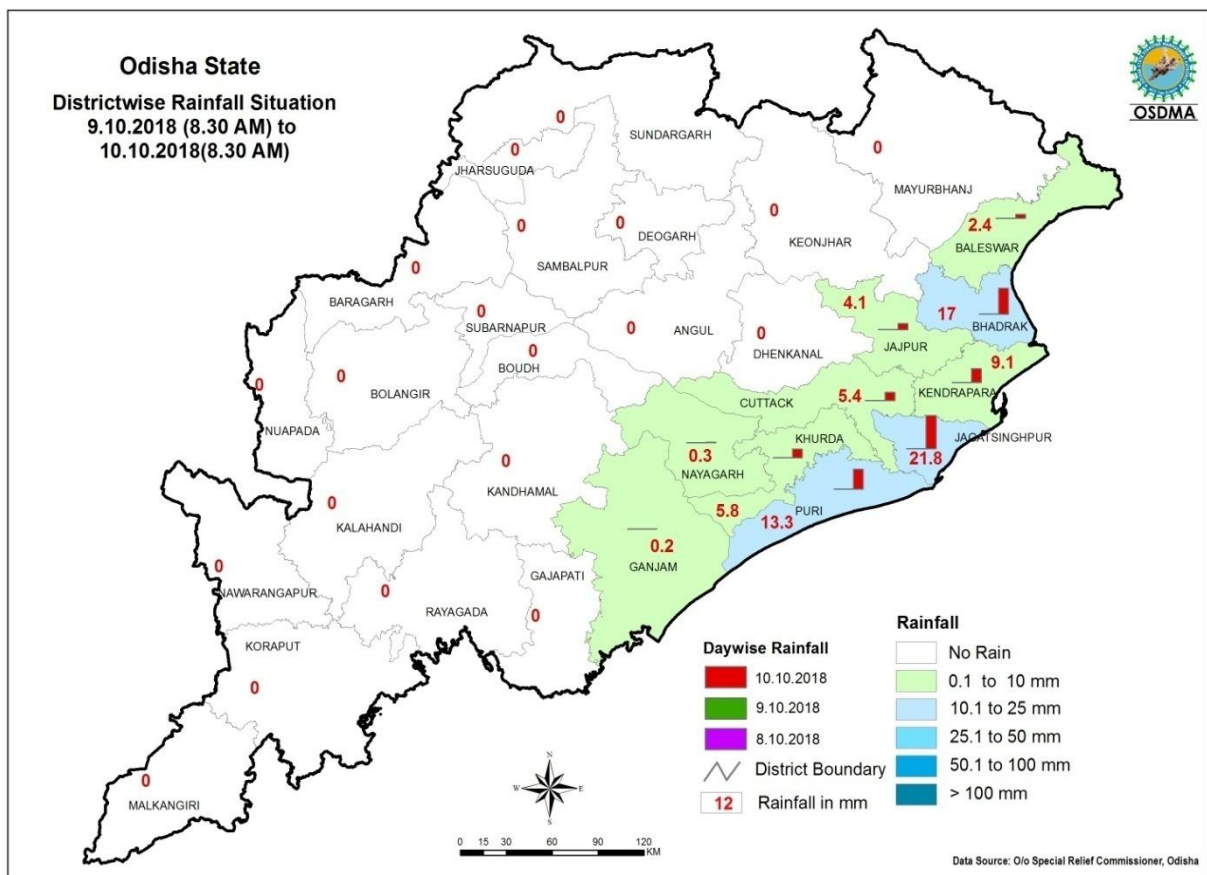 Odisha State
Districtwise Rainfall Situation
9.10.2018 (8.30 AM) to
10.10.2018(8.30 AM)
OSDMA
0
SUNDARGARH
0
JHARSUGUDA
0
MAYURBHANJ
0
SAMBALPUR
0
DEOGARH
0
KEONJHAR
2.4
BALESWAR
0
BARAGARH
0
SUBARNAPUR
0
ANGUL
0
DHENKANAL
4.1
JAJPUR
17
BHADRAK
0
BOUDH
0
BOLANGIR
0
NUAPADA
CUTTACK
5.4
9.1
KENDRAPARA
JAGATSINGHPUR
21.8
KHURDA
0.3
NAYAGARH
5.8
13.3
PURI
0
KANDHAMAL
0
KALAHANDI
0.2
GANJAM
0
NAWARANGAPUR
0
RAYAGADA
GAJAPATI
0
KORAPUT
0
0
MALKANGIRI
Daywise Rainfall
10.10.2018
9.10.2018
8.10.2018
District Boundary
12 Rainfall in mm
Rainfall
No Rain
0.1 to 10 mm
10.1 to 25 mm
25.1 to 50 mm
50.1 to 100 mm
> 100 mm
N
W E
S
0 15 30 60 90 120
KM
Data Source: O/o Special Relief Commissioner, Odisha